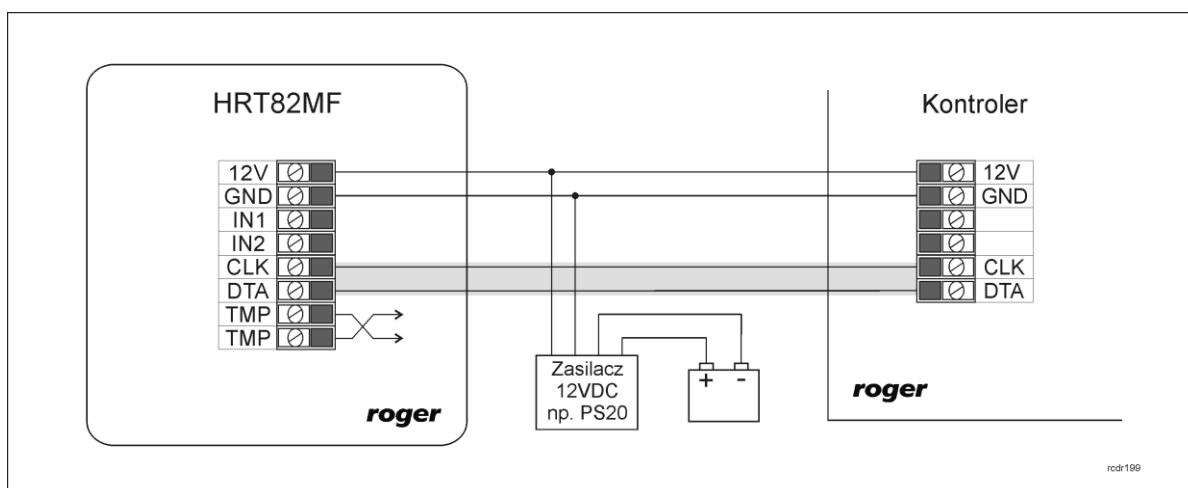 HRT82MF
12V
GND
IN1
IN2
CLK
DTA
TMP
TMP
roger
Zasilacz
12VDC
np. PS20
+ -
Kontroler
12V
GND
CLK
DTA
roger
rcdr199